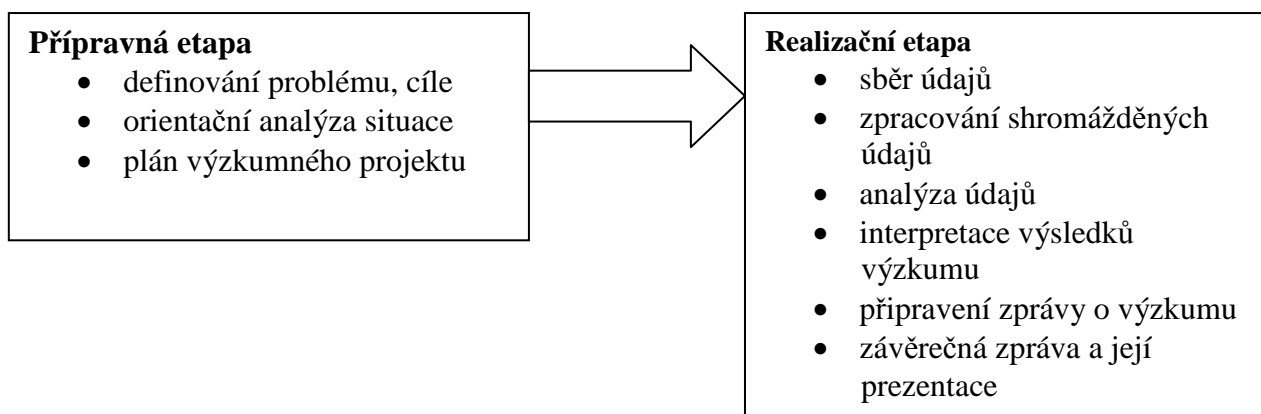 Přípravná etapa
• definování problému, cíle
• orientační analýza situace
• plán výzkumného projektu
Realizační etapa
• sběr údajů
• zpracování shromážděných
údajů
• analýza údajů
• interpretace výsledků
výzkumu
• připravení zprávy o výzkumu
• závěrečná zpráva a její
prezentace